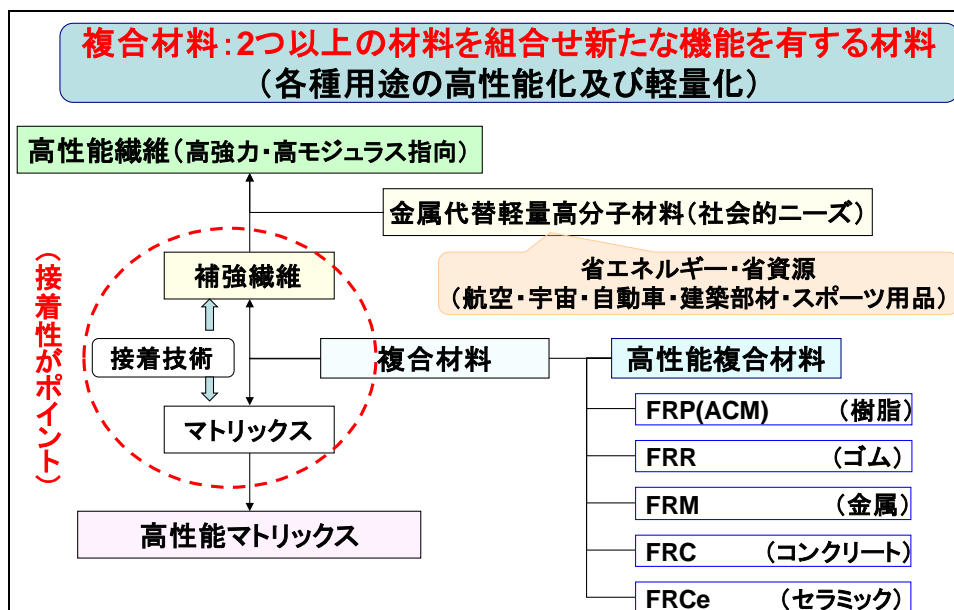 複合材料：2つ以上の材料を組合せ新たな機能を有する材料
（各種用途の高性能化及び軽量化）
高性能繊維（高強力・高モジュラス指向）
金属代替軽量高分子材料（社会的ニーズ）
省エネルギー・省資源
（航空・宇宙・自動車・建築部材・スポーツ用品）
（接着性がポイント）
補強繊維
接着技術
マトリックス
高性能マトリックス
複合材料
高性能複合材料
FRP(ACM) （樹脂）
FRR （ゴム）
FRM （金属）
FRC （コンクリート）
FRCe （セラミック）